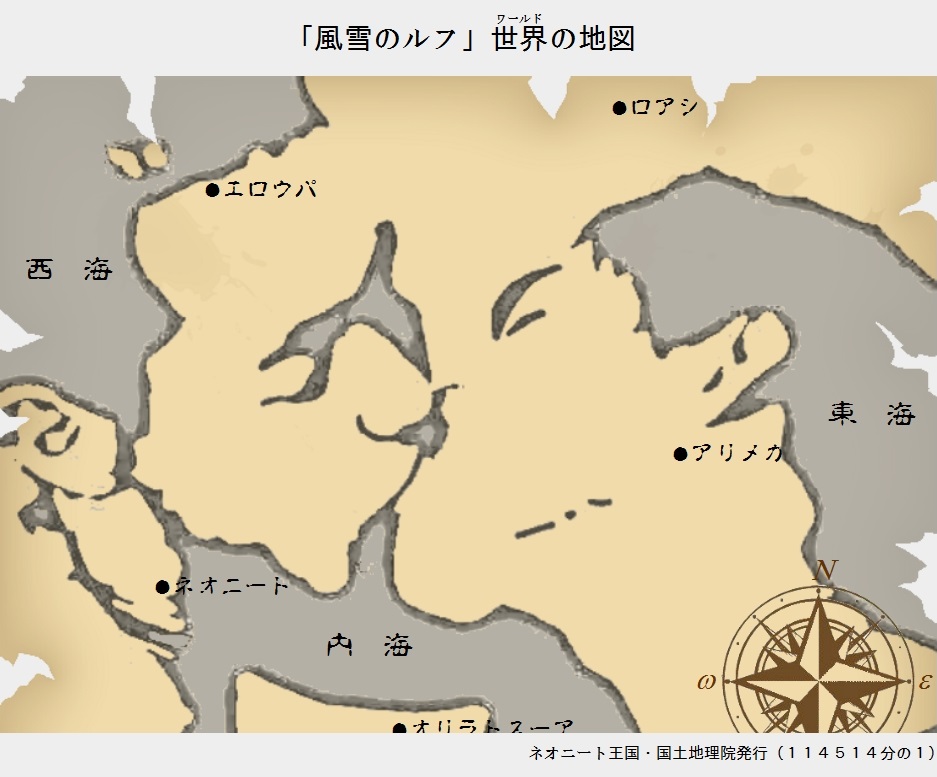 ワールド
「風雪のルフ」世界の地図
●ロアシ
●エロウパ
西　海
東　海
●アリメカ
N
●ネオニート
内　海
ω
ε
●オリラトスーア
ネオニート王国・国土地理院発行（１１４５１４分の１）